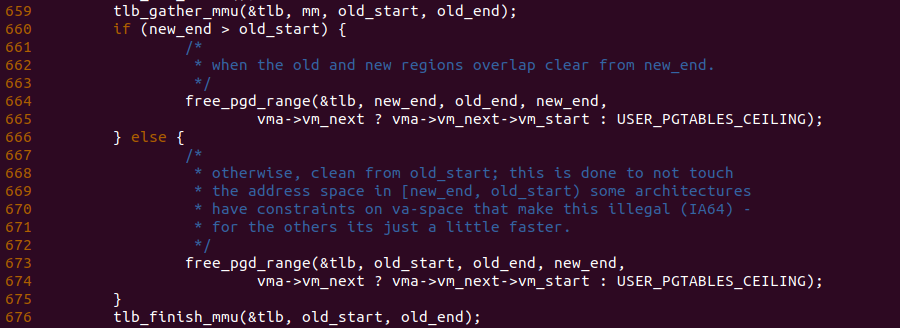 659 tlb_gather_mmu(&tlb, mm, old_start, old_end);
660 if (new_end > old_start) {
661 /*
662 * when the old and new regions overlap clear from new_end.
663 */
664 free_pgd_range(&tlb, new_end, old_end, new_end,
665 vma->vm_next ? vma->vm_next->vm_start : USER_PGTABLES_CEILING);
666 } else {
667 /*
668 * otherwise, clean from old_start; this is done to not touch
669 * the address space in [new_end, old_start) some architectures
670 * have constraints on va-space that make this illegal (IA64) -
671 * for the others its just a little faster.
672 */
673 free_pgd_range(&tlb, old_start, old_end, new_end,
674 vma->vm_next ? vma->vm_next->vm_start : USER_PGTABLES_CEILING);
675 }
676 tlb_finish_mmu(&tlb, old_start, old_end);